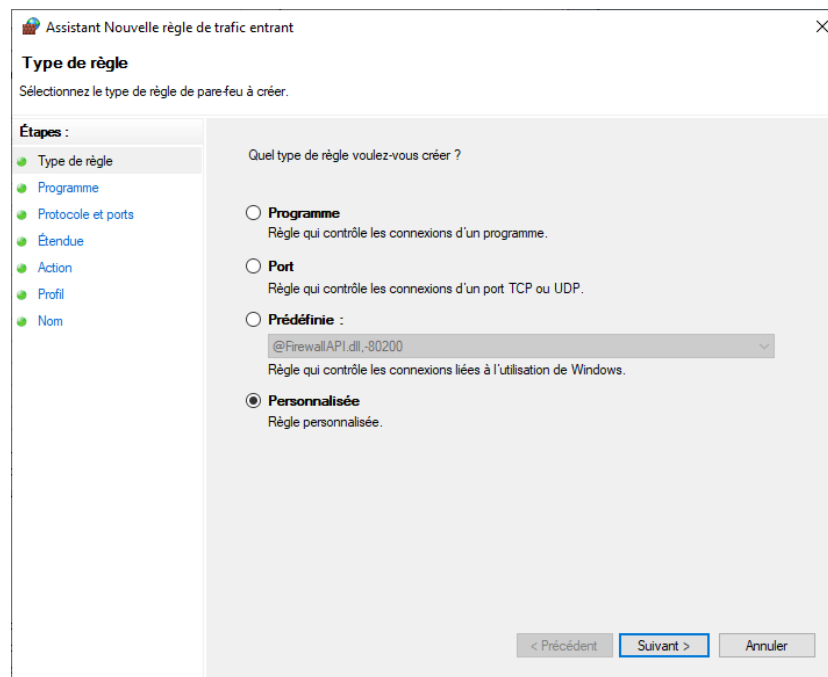 Assistant Nouvelle règle de trafic entrant
Type de règle
Sélectionnez le type de règle de pare-feu à créer.
Étapes :
Type de règle
Programme
Protocole et ports
Étendue
Action
Profil
Nom
Quel type de règle voulez-vous créer ?
Programme
Règle qui contrôle les connexions d'un programme.
Port
Règle qui contrôle les connexions d'un port TCP ou UDP.
Prédéfinie :
@FirewallAPI.dll,-80200
Règle qui contrôle les connexions liées à l'utilisation de Windows.
Personnalisée
Règle personnalisée.
< Précédent
Suivant >
Annuler